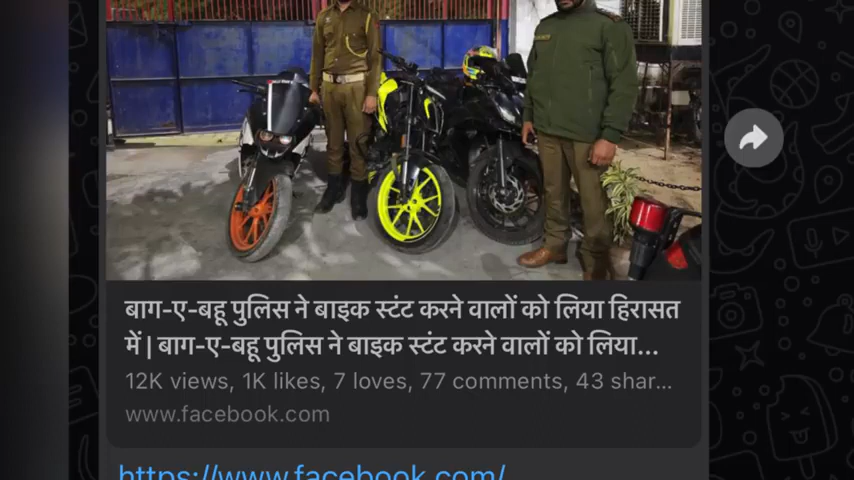 बाग-ए-बहू पुलिस ने बाइक स्टंट करने वालों को लिया हिरासत
में | बाग-ए-बहू पुलिस ने बाइक स्टंट करने वालों को लिया...
12K views, 1K likes, 7 loves, 77 comments, 43 shar...
www.facebook.com
https://www.facebook.com/